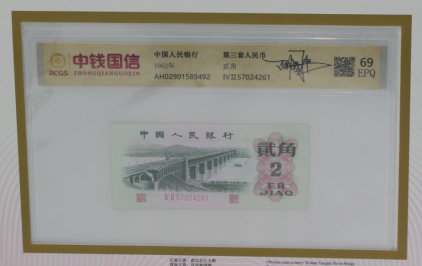 RCGS
中钱国信
ZHONGQIANGUOXIN
中国人民银行
1962年
AH02901589492
第三套人民币
贰角
IVII57024261
69
EPQ
中國人民銀行
貳角
2
ER
JIAO
IV II 57024261